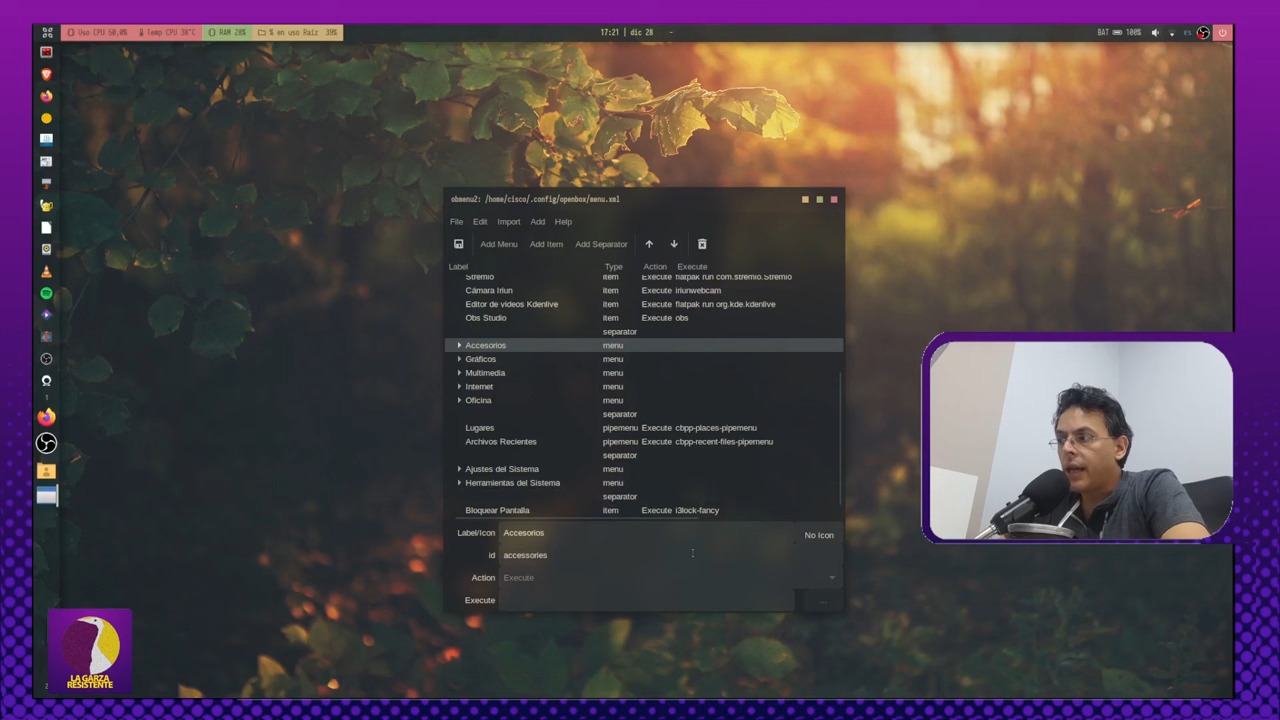 Uso CPU 50,0% Temp CPU 38°C RAM 28% % en uso Raíz 39%
17:21 | dic 28
BAT 100% ES
obmenu2: /home/cisco/.config/openbox/menu.xml
File Edit Import Add Help
Add Menu Add Item Add Separator
Label Type Action Execute
Stremio item Execute flatpak run com.stremio.Stremio
Cámara Iriun item Execute iriunwebcam
Editor de videos Kdenlive item Execute flatpak run org.kde.kdenlive
Obs Studio item Execute obs
separator
Accesorios menu
Gráficos menu
Multimedia menu
Internet menu
Oficina menu
separator
Lugares pipemenu Execute cbpp-places-pipemenu
Archivos Recientes pipemenu Execute cbpp-recent-files-pipemenu
separator
Ajustes del Sistema menu
Herramientas del Sistema menu
separator
Bloquear Pantalla item Execute i3lock-fancy
Label/Icon Accesorios No Icon
id accessories
Action Execute
Execute ...
1
LA GARZA
RESISTENTE